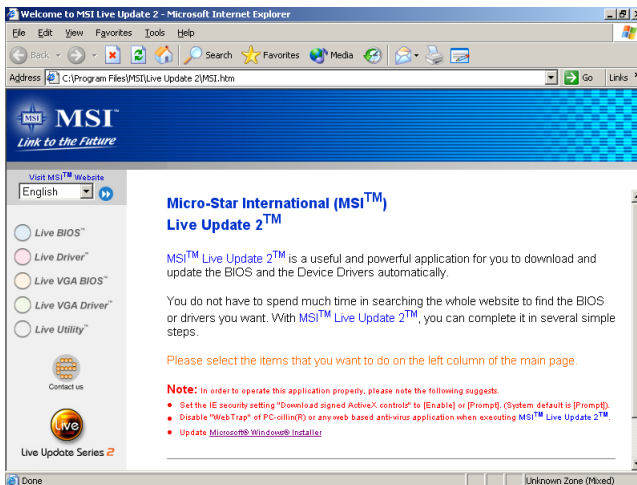 Welcome to MSI Live Update 2 - Microsoft Internet Explorer
File Edit View Favorites Tools Help
Back Search Favorites Media
Address C:\Program Files\MSI\Live Update 2\MSI.htm Go Links
MSI MSI™
Link to the Future
Visit MSI™ Website
English
Live BIOS™
Live Driver™
Live VGA BIOS™
Live VGA Driver™
Live Utility™
Contact us
Live
Live Update Series 2
Micro-Star International (MSI™)
Live Update 2™
MSI™ Live Update 2™ is a useful and powerful application for you to download and
update the BIOS and the Device Drivers automatically.
You do not have to spend much time in searching the whole website to find the BIOS
or drivers you want. With MSI™ Live Update 2™, you can complete it in several simple
steps.
Please select the items that you want to do on the left column of the main page.
Note: In order to operate this application properly, please note the following suggests.
Set the IE security setting "Download signed ActiveX controls" to [Enable] or [Prompt]. (System default is [Prompt]).
Disable "WebTrap" of PC-cillin(R) or any web based anti-virus application when executing MSI™ Live Update 2™.
Update Microsoft® Windows® Installer
Done Unknown Zone (Mixed)